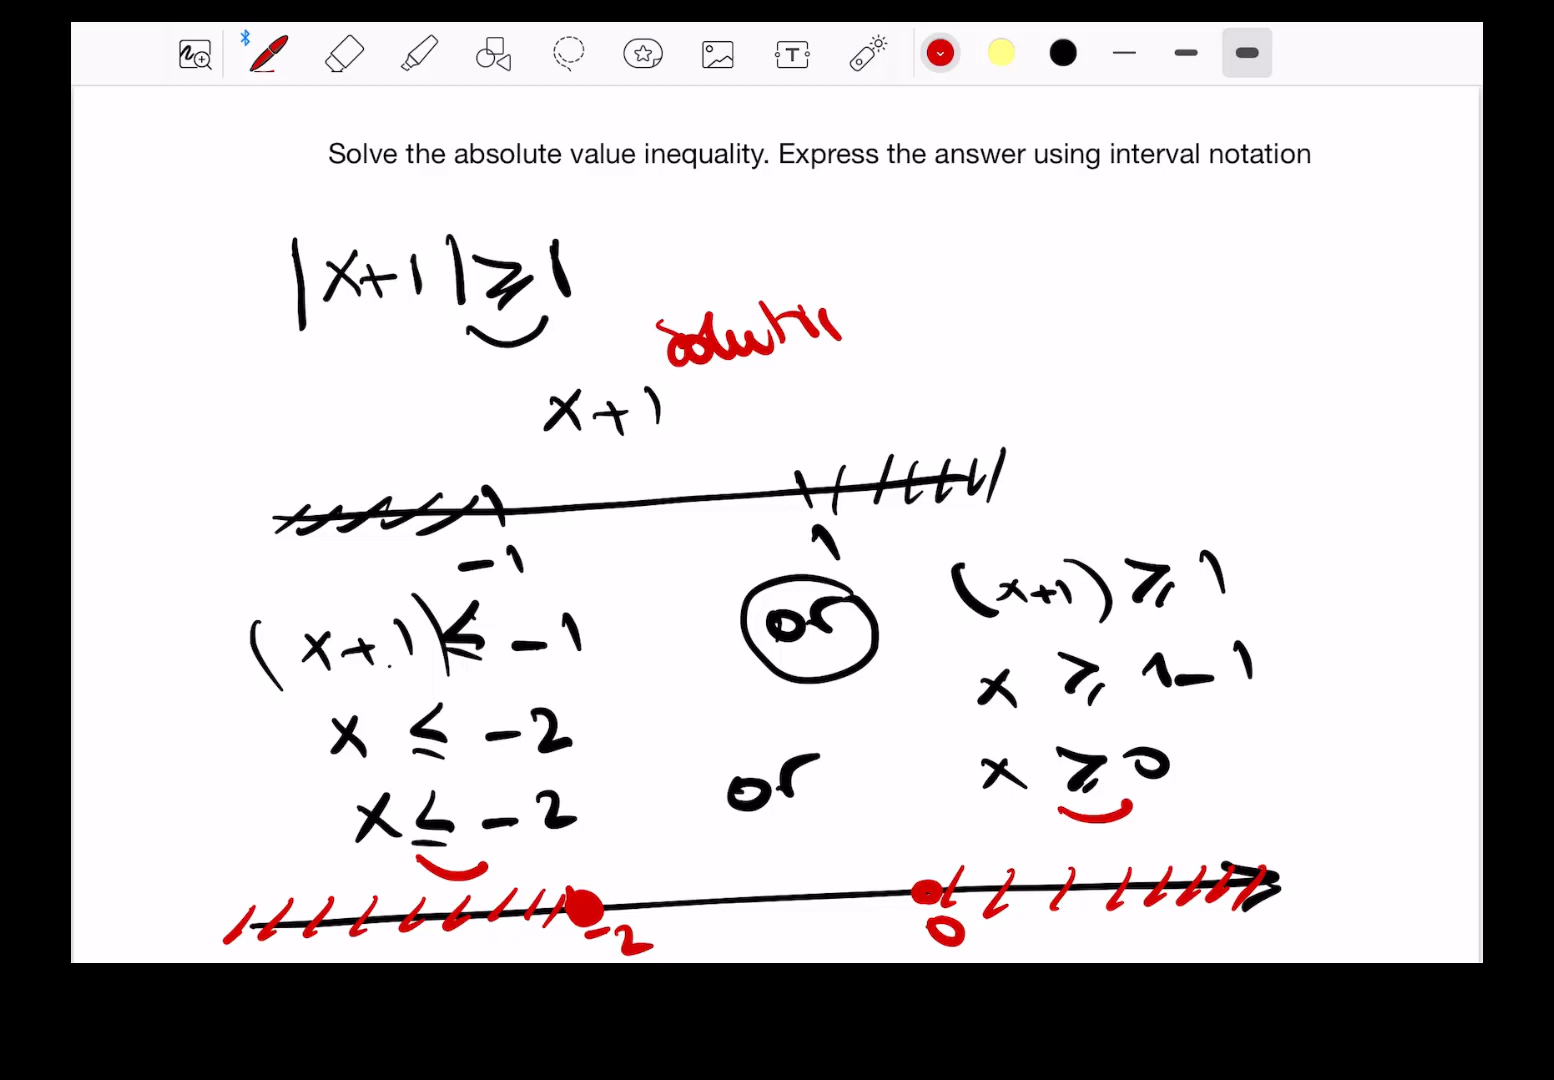 Solve the absolute value inequality. Express the answer using interval notation
|x+1| ≥ 1
x+1
-1 1
(x+1) ≤ -1 or (x+1) ≥ 1
x ≤ -2 x ≥ 1-1
x ≤ -2 or x ≥ 0
-2 0